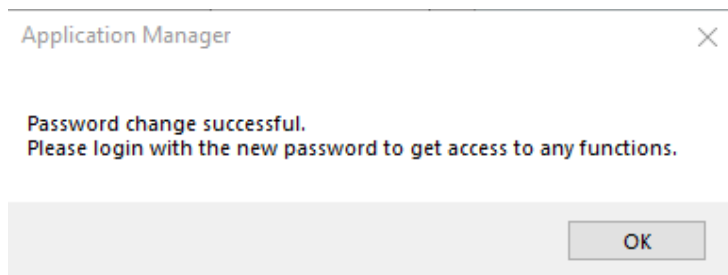 Application Manager
Password change successful.
Please login with the new password to get access to any functions.
OK